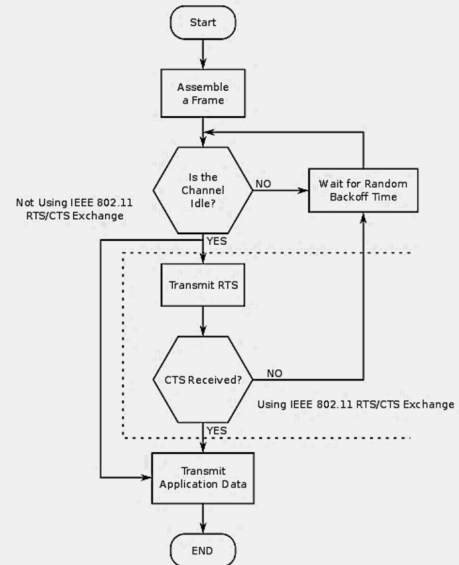 Start
Assemble
a Frame
Is the
Channel
Idle?
NO
Wait for Random
Backoff Time
Not Using IEEE 802.11
RTS/CTS Exchange
YES
Transmit RTS
CTS Received?
NO
Using IEEE 802.11 RTS/CTS Exchange
YES
Transmit
Application Data
END